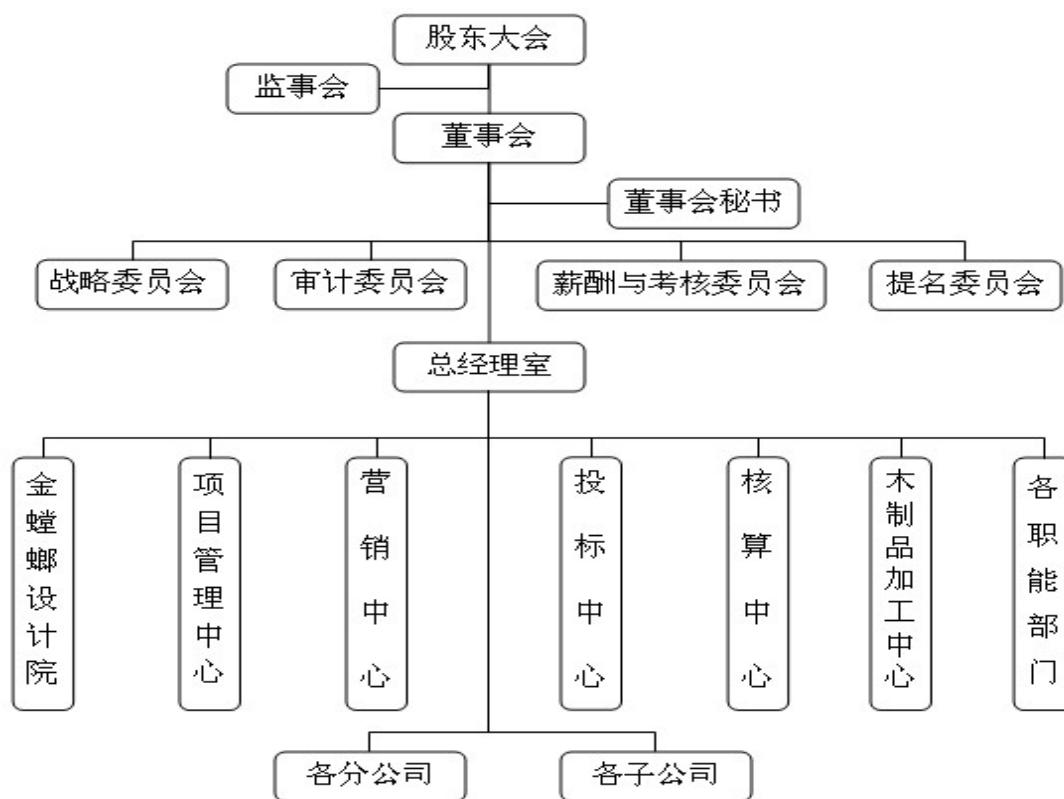 股东大会
监事会
董事会
董事会秘书
战略委员会
审计委员会
薪酬与考核委员会
提名委员会
总经理室
金螳螂设计院
项目管理中心
营销中心
投标中心
核算中心
木制品加工中心
各职能部门
各分公司
各子公司